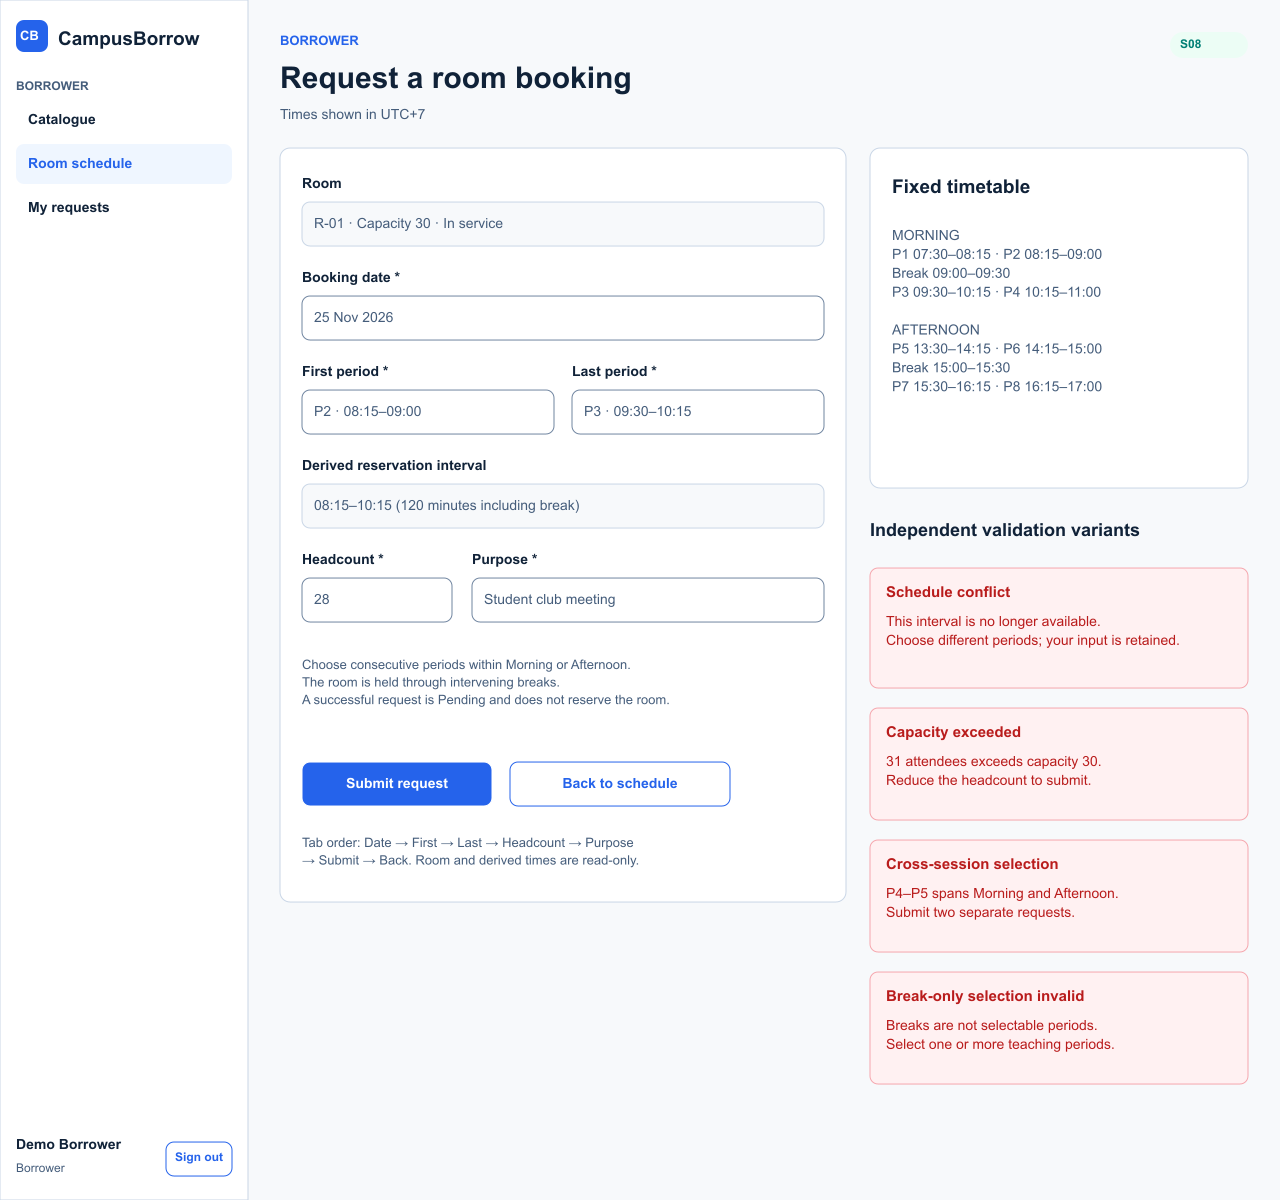 CB
CampusBorrow
BORROWER
Catalogue
Room schedule
My requests
Demo Borrower
Borrower
Sign out
BORROWER
S08
Request a room booking
Times shown in UTC+7
Room
R-01 · Capacity 30 · In service
Booking date *
25 Nov 2026
First period *
Last period *
P2 · 08:15–09:00
P3 · 09:30–10:15
Derived reservation interval
08:15–10:15 (120 minutes including break)
Headcount *
Purpose *
28
Student club meeting
Choose consecutive periods within Morning or Afternoon.
The room is held through intervening breaks.
A successful request is Pending and does not reserve the room.
Submit request
Back to schedule
Tab order: Date → First → Last → Headcount → Purpose
→ Submit → Back. Room and derived times are read-only.
Fixed timetable
MORNING
P1 07:30–08:15 · P2 08:15–09:00
Break 09:00–09:30
P3 09:30–10:15 · P4 10:15–11:00
AFTERNOON
P5 13:30–14:15 · P6 14:15–15:00
Break 15:00–15:30
P7 15:30–16:15 · P8 16:15–17:00
Independent validation variants
Schedule conflict
This interval is no longer available.
Choose different periods; your input is retained.
Capacity exceeded
31 attendees exceeds capacity 30.
Reduce the headcount to submit.
Cross-session selection
P4–P5 spans Morning and Afternoon.
Submit two separate requests.
Break-only selection invalid
Breaks are not selectable periods.
Select one or more teaching periods.